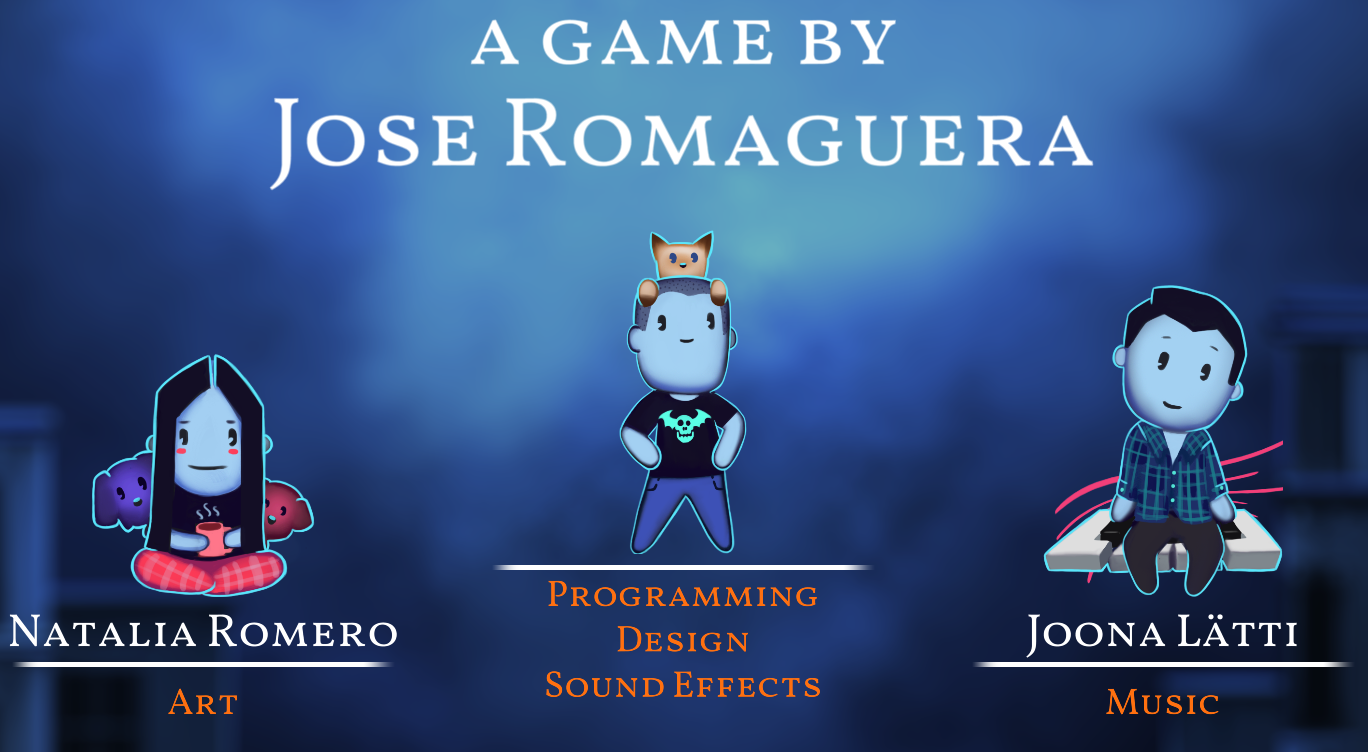 A GAME BY
JOSE ROMAGUERA
NATALIA ROMERO
ART
PROGRAMMING
DESIGN
SOUND EFFECTS
JOONA LÄTTI
MUSIC